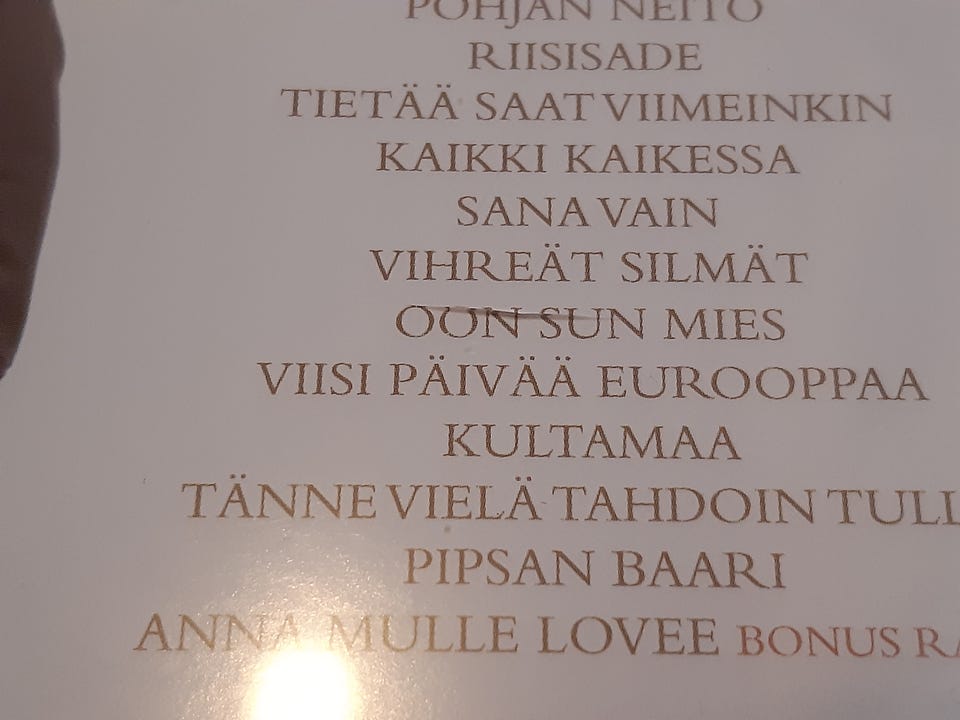 POHJAN NEITO
RIISISADE
TIETÄÄ SAAT VIIMEINKIN
KAIKKI KAIKESSA
SANA VAIN
VIHREÄT SILMÄT
OON SUN MIES
VIISI PÄIVÄÄ EUROOPPAA
KULTAMAA
TÄNNE VIELÄ TAHDOIN
PIPSAN BAARI
ANNA MULLE LOVEE BONUS